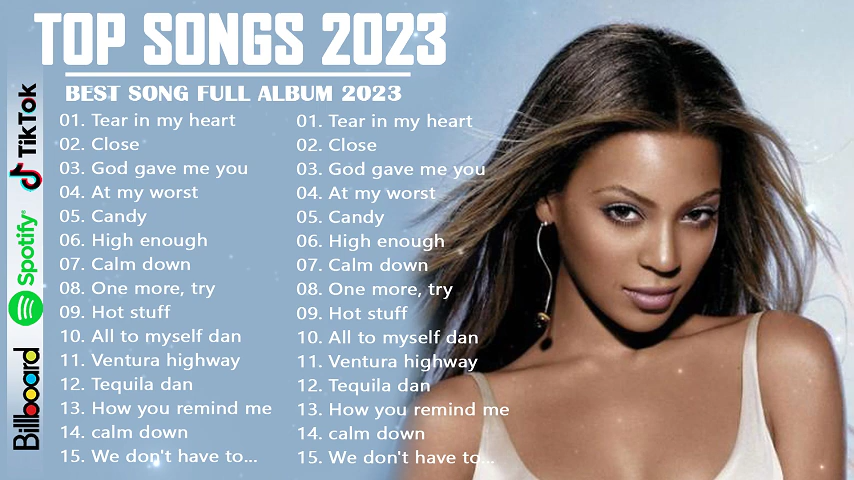 TOP SONGS 2023
BEST SONG FULL ALBUM 2023
TikTok
Spotify®
Billboard
01. Tear in my heart
02. Close
03. God gave me you
04. At my worst
05. Candy
06. High enough
07. Calm down
08. One more, try
09. Hot stuff
10. All to myself dan
11. Ventura highway
12. Tequila dan
13. How you remind me
14. calm down
15. We don't have to...
01. Tear in my heart
02. Close
03. God gave me you
04. At my worst
05. Candy
06. High enough
07. Calm down
08. One more, try
09. Hot stuff
10. All to myself dan
11. Ventura highway
12. Tequila dan
13. How you remind me
14. calm down
15. We don't have to...